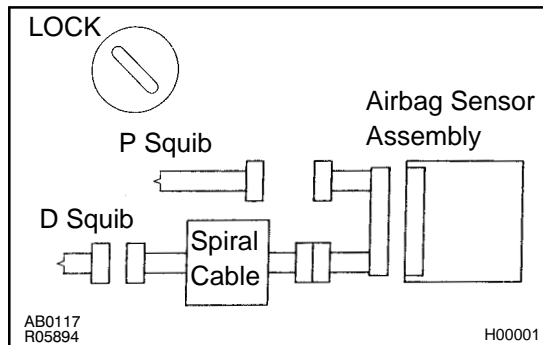 LOCK
Airbag Sensor
Assembly
P Squib
D Squib
Spiral
Cable
AB0117
R05894
H00001